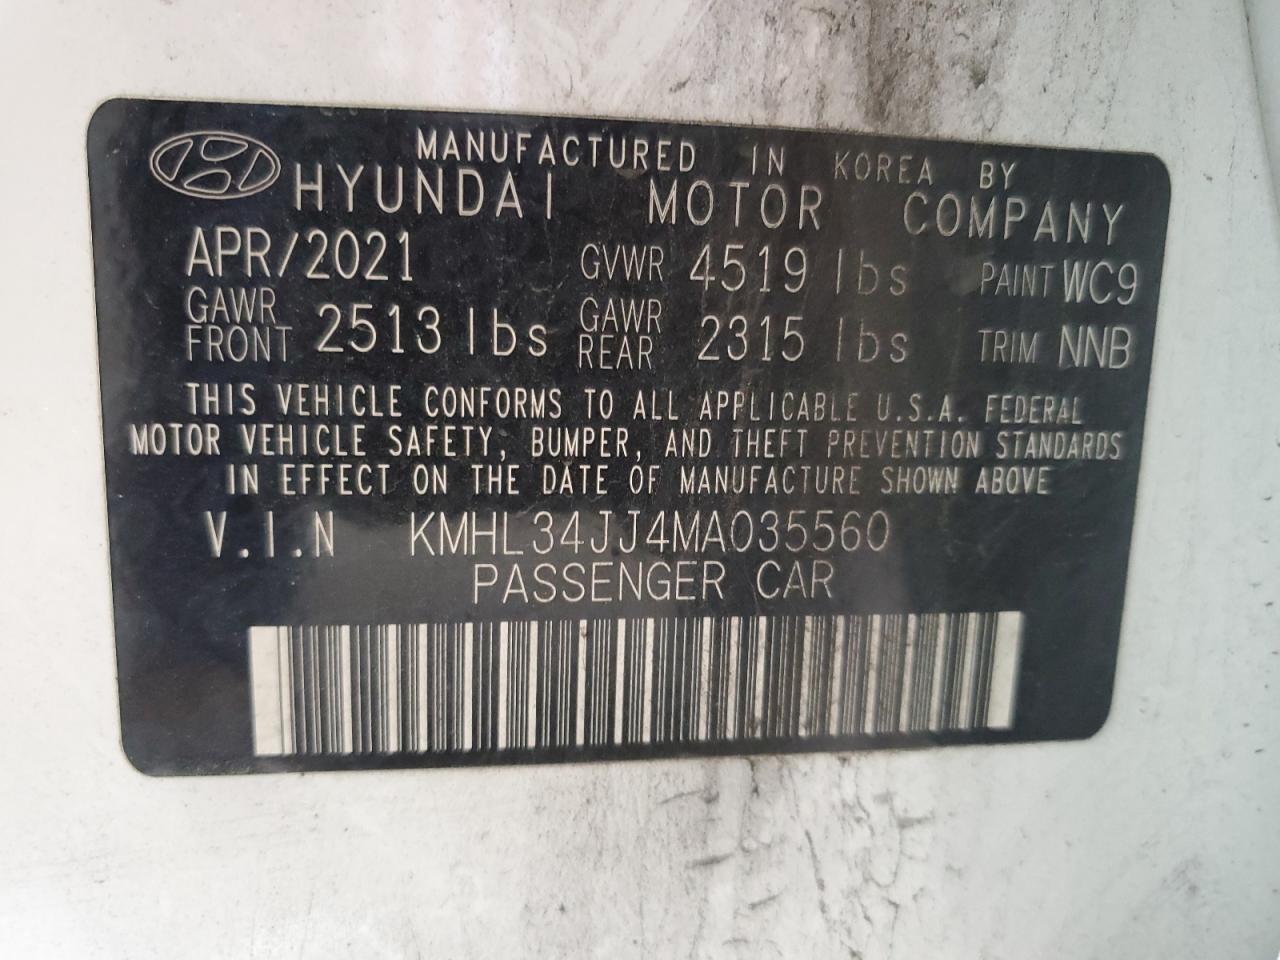 MANUFACTURED IN KOREA BY
HYUNDAI MOTOR COMPANY
APR/2021 GVWR 4519 lbs PAINT WC9
GAWR FRONT 2513 lbs GAWR REAR 2315 lbs TRIM NNB
THIS VEHICLE CONFORMS TO ALL APPLICABLE U.S.A. FEDERAL
MOTOR VEHICLE SAFETY, BUMPER, AND THEFT PREVENTION STANDARDS
IN EFFECT ON THE DATE OF MANUFACTURE SHOWN ABOVE
V.I.N KMHL34JJ4MA035560
PASSENGER CAR